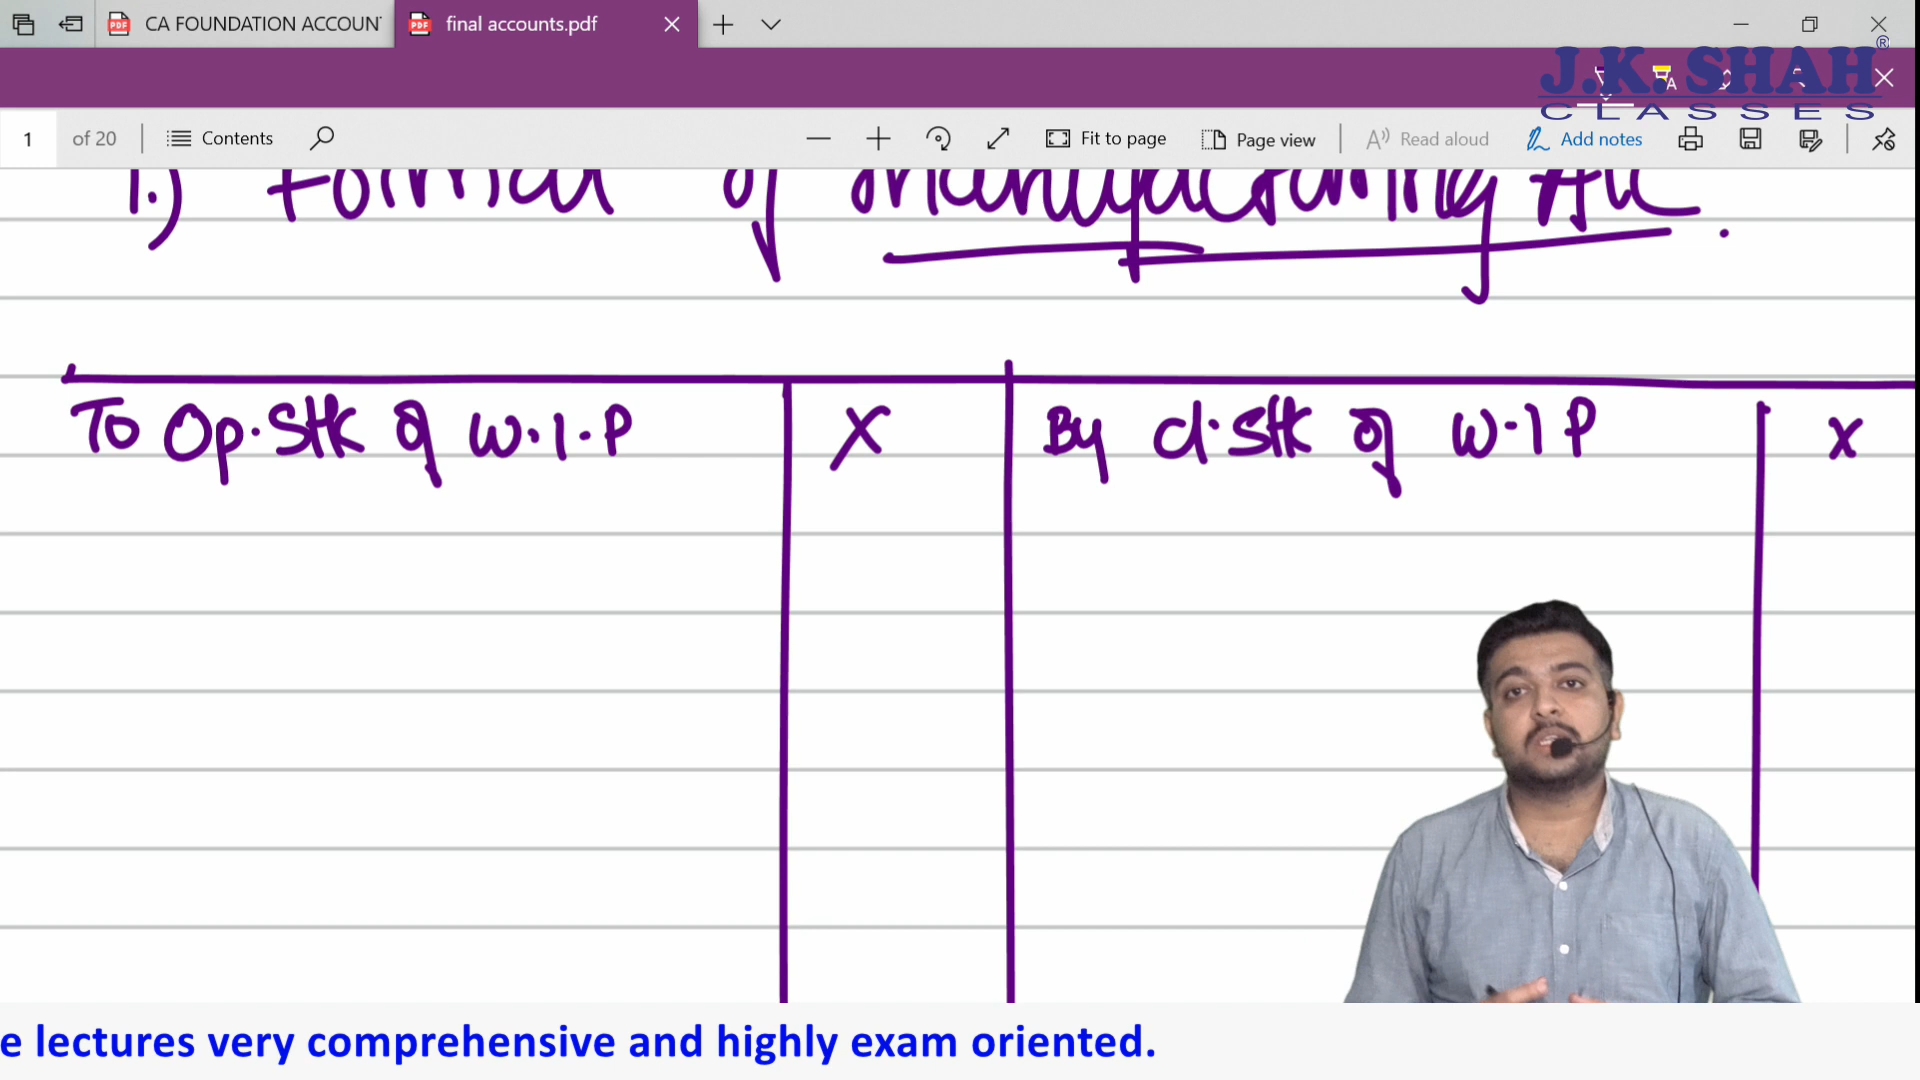 CA FOUNDATION ACCOUN
final accounts.pdf
J.K. SHAH®
CLASSES
1 of 20 Contents Fit to page Page view Read aloud Add notes
1.) Format of Manufacturing A/c.
To Op. Stk of W.I.P X By Cl. Stk of W.I P X
e lectures very comprehensive and highly exam oriented.